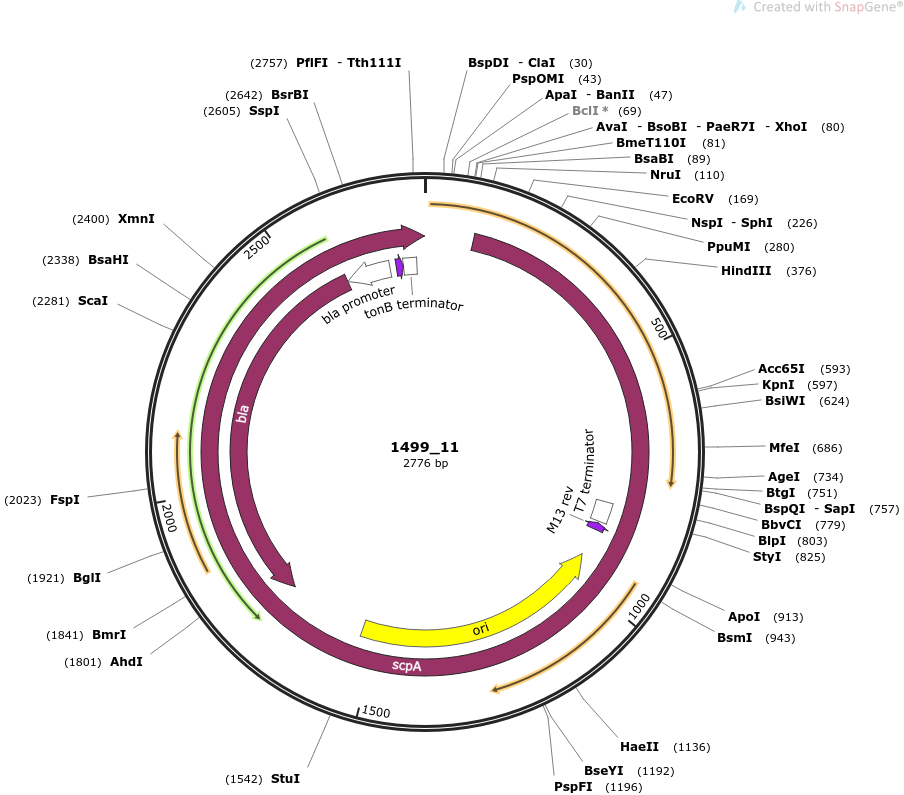 Created with SnapGene®
(2757) PflFI - Tth111I
(2642) BsrBI
(2605) SspI
(2400) XmnI
(2338) BsaHI
(2281) ScaI
(2023) FspI
(1921) BglI
(1841) BmrI
(1801) AhdI
(1542) StuI
BspDI - ClaI (30)
PspOMI (43)
ApaI - BanII (47)
BclI * (69)
AvaI - BsoBI - PaeR7I - XhoI (80)
BmeT110I (81)
BsaBI (89)
NruI (110)
EcoRV (169)
NspI - SphI (226)
PpuMI (280)
HindIII (376)
Acc65I (593)
KpnI (597)
BsiWI (624)
MfeI (686)
AgeI (734)
BtgI (751)
BspQI - SapI (757)
BbvCI (779)
BlpI (803)
StyI (825)
ApoI (913)
BsmI (943)
HaeII (1136)
BseYI (1192)
PspFI (1196)
500
1000
1500
2000
2500
bla promoter
tonB terminator
bla
T7 terminator
M13 rev
ori
scpA
1499_11
2776 bp